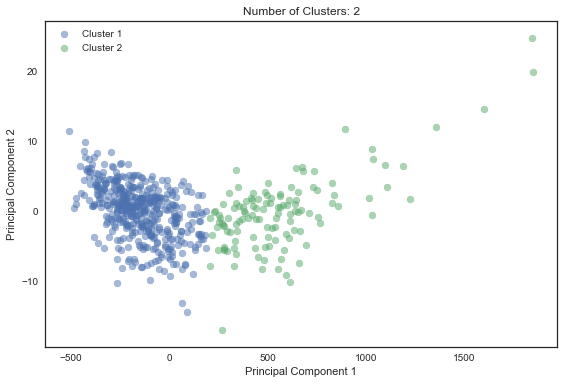 Number of Clusters: 2
Cluster 1
Cluster 2
20
10
0
−10
Principal Component 2
−500
0
500
1000
1500
Principal Component 1